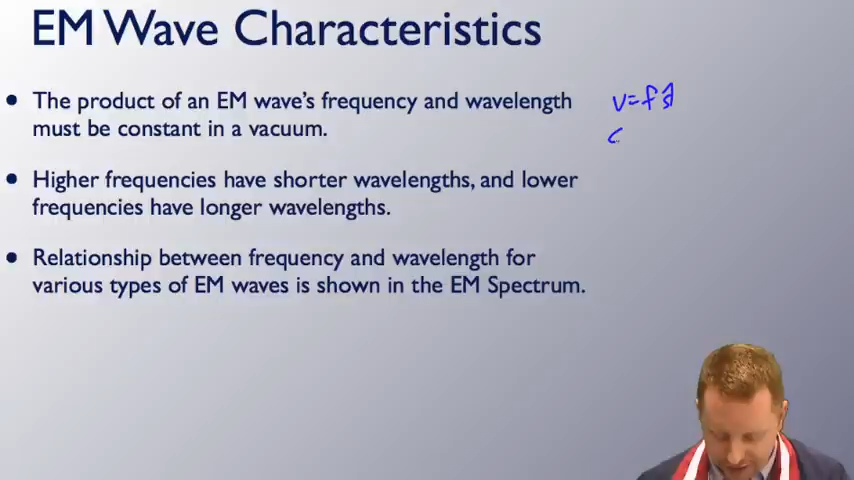 EM Wave Characteristics
• The product of an EM wave's frequency and wavelength
must be constant in a vacuum.
v=fλ
c
• Higher frequencies have shorter wavelengths, and lower
frequencies have longer wavelengths.
• Relationship between frequency and wavelength for
various types of EM waves is shown in the EM Spectrum.